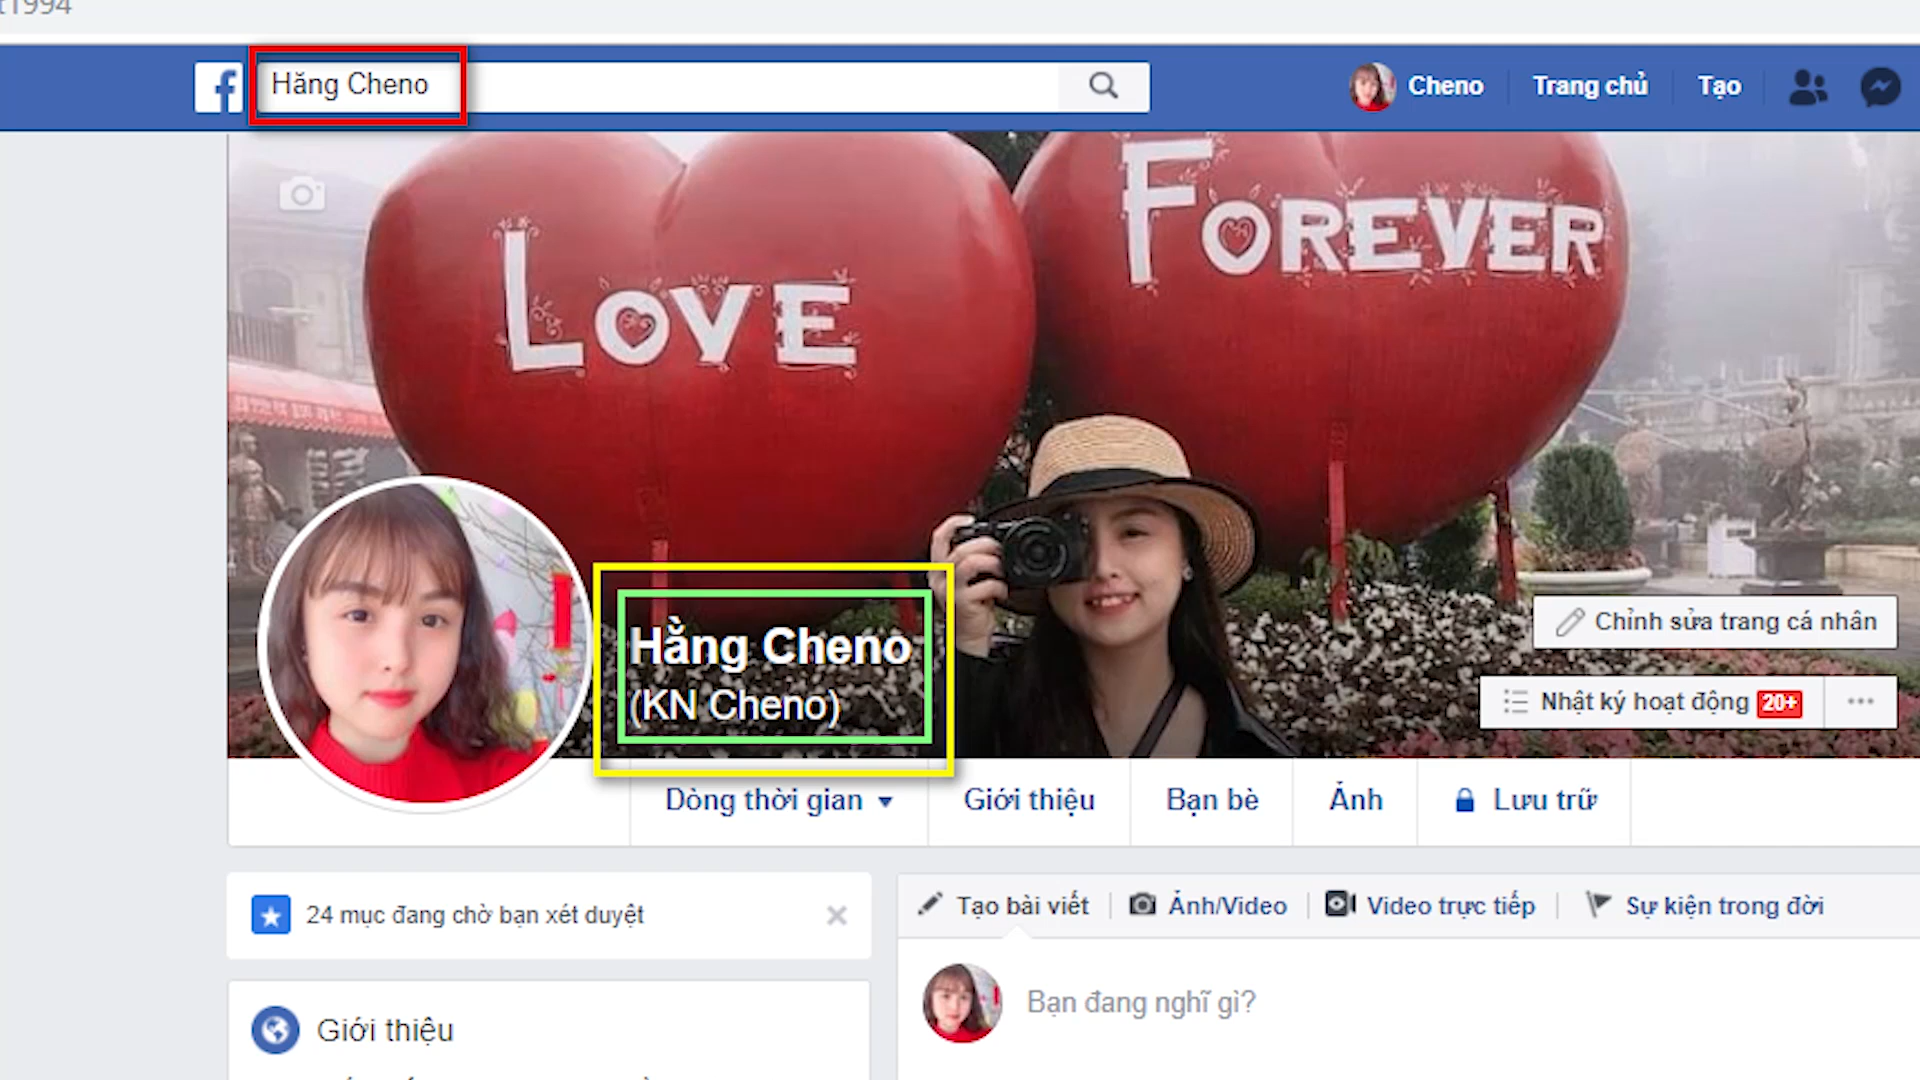 t1994
Hăng Cheno
Cheno
Trang chủ
Tạo
LOVE
FOREVER
Hằng Cheno
(KN Cheno)
Chỉnh sửa trang cá nhân
Nhật ký hoạt động 20+
Dòng thời gian
Giới thiệu
Bạn bè
Ảnh
Lưu trữ
24 mục đang chờ bạn xét duyệt
Tạo bài viết
Ảnh/Video
Video trực tiếp
Sự kiện trong đời
Bạn đang nghĩ gì?
Giới thiệu